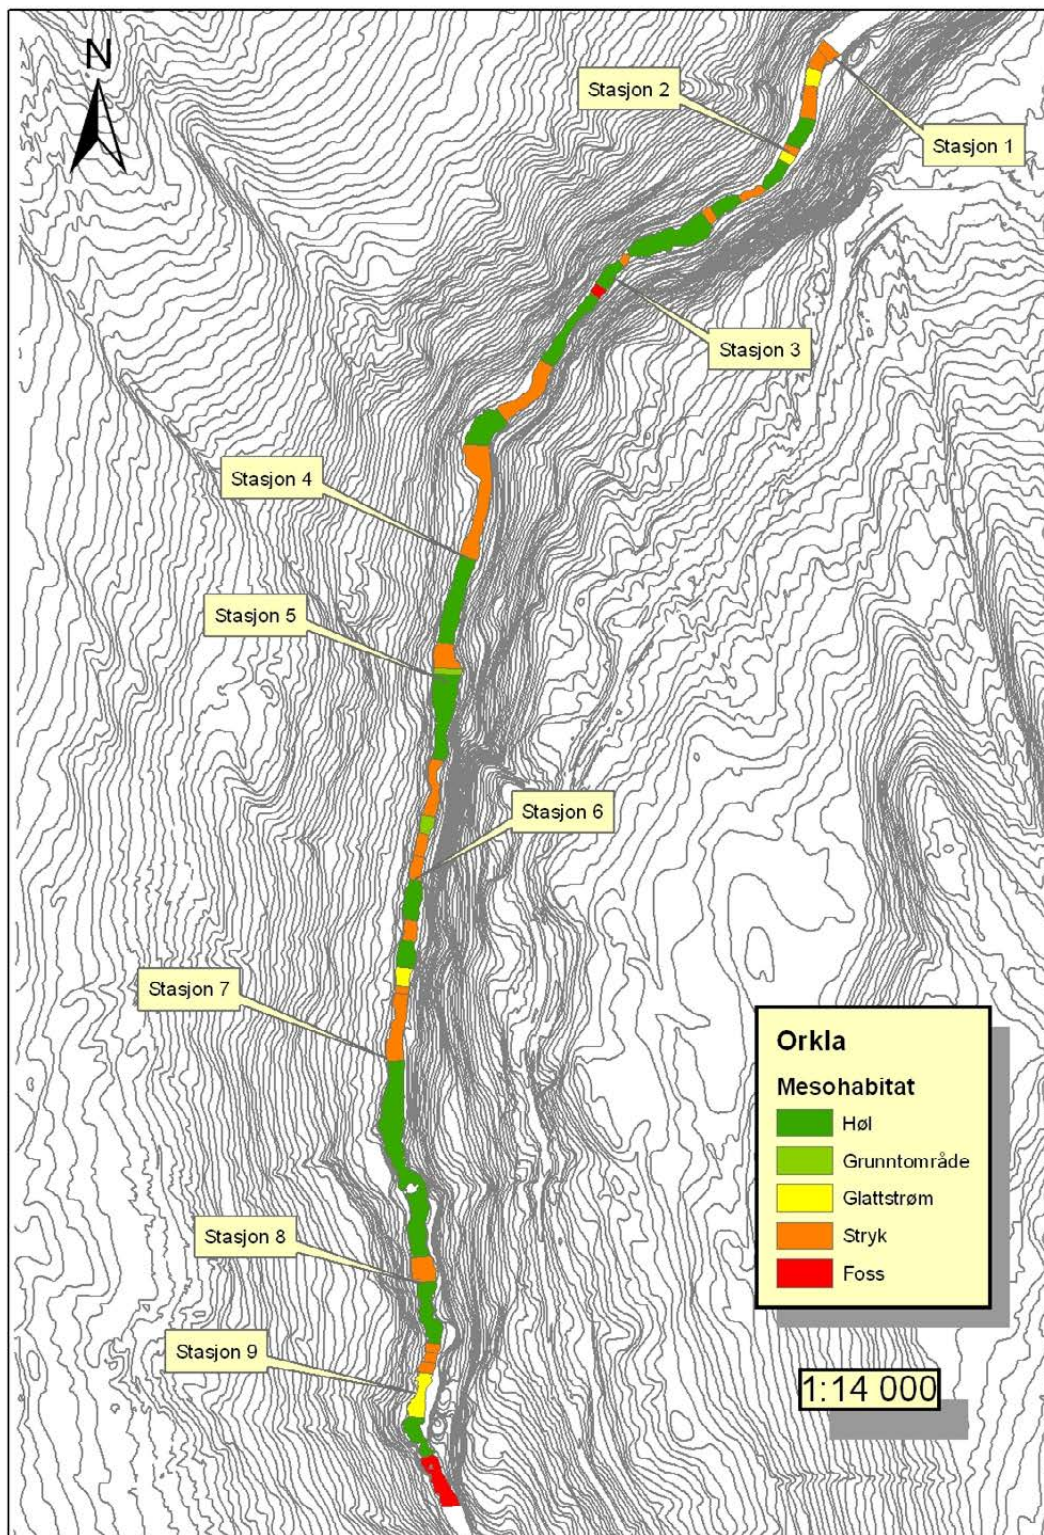 N
Stasjon 2
Stasjon 1
Stasjon 3
Stasjon 4
Stasjon 5
Stasjon 6
Stasjon 7
Stasjon 8
Stasjon 9
Orkla
Mesohabitat
Høl
Grunntområde
Glattstrøm
Stryk
Foss
1:14 000